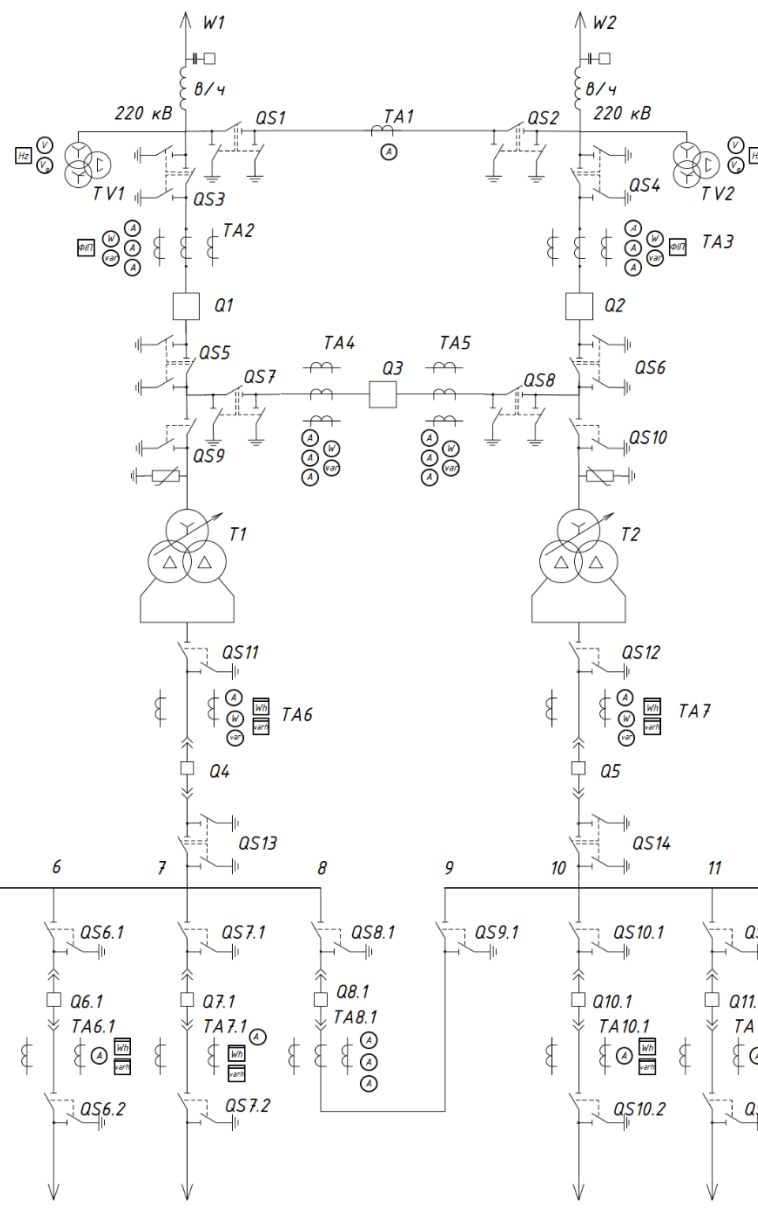 W1 W2
в/ч в/ч
220 кВ QS1 TA1 QS2 220 кВ
Hz V V
A
TV1 QS3 QS4 TV2
A TA2 A
ФIП W A A W ФIП TA3
var A A var
Q1 Q2
QS5 TA4 TA5 QS6
QS7 Q3 QS8
QS9 A W A W QS10
A var A var
A A
T1 T2
QS11 QS12
A Wh A Wh
W varh TA6 W varh TA7
var var
Q4 Q5
QS13 QS14
6 7 8 9 10 11
QS6.1 QS7.1 QS8.1 QS9.1 QS10.1
Q6.1 Q7.1 Q8.1 Q10.1 Q11.
TA6.1 TA7.1 A TA8.1 TA10.1 TA
A Wh Wh A A Wh
varh varh A varh
A
QS6.2 QS7.2 QS10.2